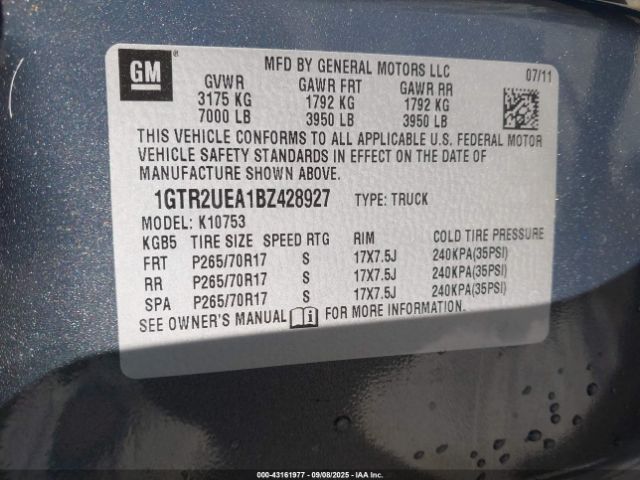 GM
®
MFD BY GENERAL MOTORS LLC
07/11
GVWR GAWR FRT GAWR RR
3175 KG 1792 KG 1792 KG
7000 LB 3950 LB 3950 LB
THIS VEHICLE CONFORMS TO ALL APPLICABLE U.S. FEDERAL MOTOR
VEHICLE SAFETY STANDARDS IN EFFECT ON THE DATE OF
MANUFACTURE SHOWN ABOVE.
1GTR2UEA1BZ428927 TYPE: TRUCK
MODEL: K10753
KGB5 TIRE SIZE SPEED RTG RIM COLD TIRE PRESSURE
FRT P265/70R17 S 17X7.5J 240KPA(35PSI)
RR P265/70R17 S 17X7.5J 240KPA(35PSI)
SPA P265/70R17 S 17X7.5J 240KPA(35PSI)
SEE OWNER'S MANUAL i FOR MORE INFORMATION.
000-43161977 - 09/08/2025 - IAA Inc.